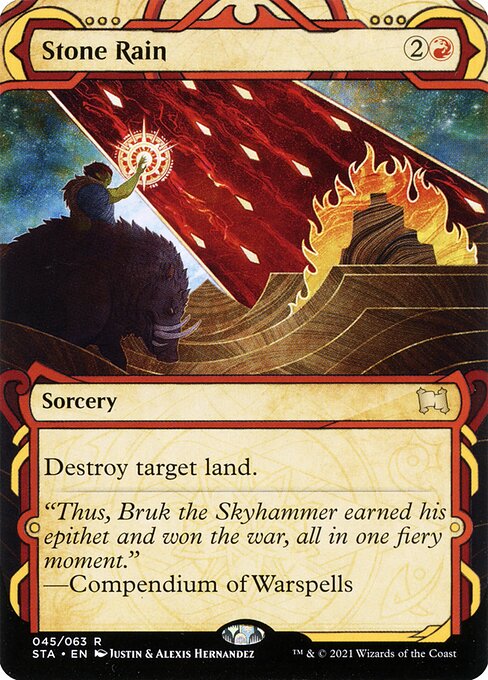 Stone Rain 2
Sorcery
Destroy target land.
“Thus, Bruk the Skyhammer earned his
epithet and won the war, all in one fiery
moment.”
—Compendium of Warspells
045/063 R
STA • EN Justin & Alexis Hernandez ™ & © 2021 Wizards of the Coast